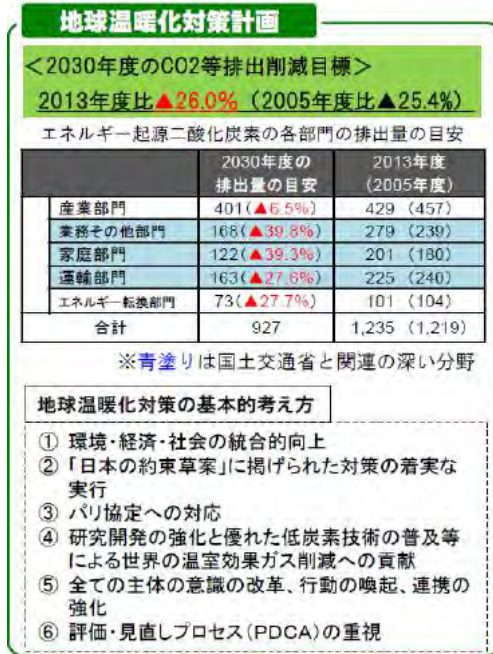 地球温暖化対策計画
＜2030年度のCO2等排出削減目標＞
2013年度比▲26.0%（2005年度比▲25.4%）
エネルギー起源二酸化炭素の各部門の排出量の目安
2030年度の 2013年度
排出量の目安 （2005年度）
産業部門 401(▲6.5%) 429 (457)
業務その他部門 168(▲39.8%) 279 (239)
家庭部門 122(▲39.3%) 201 (180)
運輸部門 163(▲27.6%) 225 (240)
エネルギー転換部門 73(▲27.7%) 101 (104)
合計 927 1,235 (1,219)
※青塗りは国土交通省と関連の深い分野
地球温暖化対策の基本的考え方
① 環境・経済・社会の統合的向上
② 「日本の約束草案」に掲げられた対策の着実な
実行
③ パリ協定への対応
④ 研究開発の強化と優れた低炭素技術の普及等
による世界の温室効果ガス削減への貢献
⑤ 全ての主体の意識の改革、行動の喚起、連携の
強化
⑥ 評価・見直しプロセス（PDCA）の重視